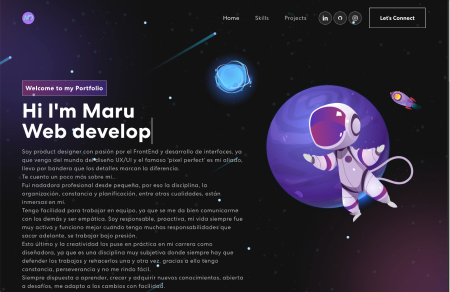 Home Skills Projects Let's Connect
Welcome to my Portfolio
Hi I'm Maru
Web develop
Soy product designer con pasión por el FrontEnd y desarrollo de interfaces, ya
que vengo del mundo del diseño UX/UI y el famoso 'pixel perfect' es mi aliado,
llevo por bandera que los detalles marcan la diferencia.
Te cuento un poco más sobre mi...
Fui nadadora profesional desde pequeña, por eso la disciplina, la
organización, constancia y planificación, entre otras cualidades, están
inmersas en mi.
Tengo facilidad para trabajar en equipo, ya que se me da bien comunicarme
con los demás y ser empática. Soy responsable, proactiva, mi vida siempre fue
muy activa y funciono mejor cuando tengo muchas responsabilidades que
sacar adelante, se trabajar bajo presión.
Esto último y la creatividad los puse en práctica en mi carrera como
diseñadora, ya que es una disciplina muy subjetiva donde siempre hay que
defender los trabajos y rehacerlos una y otra vez, gracias a ello tengo
constancia, perseverancia y no me rindo fácil.
Siempre dispuesta a aprender, crecer y adquirir nuevos conocimientos, abierta
a desafíos, me adapto a los cambios con facilidad.